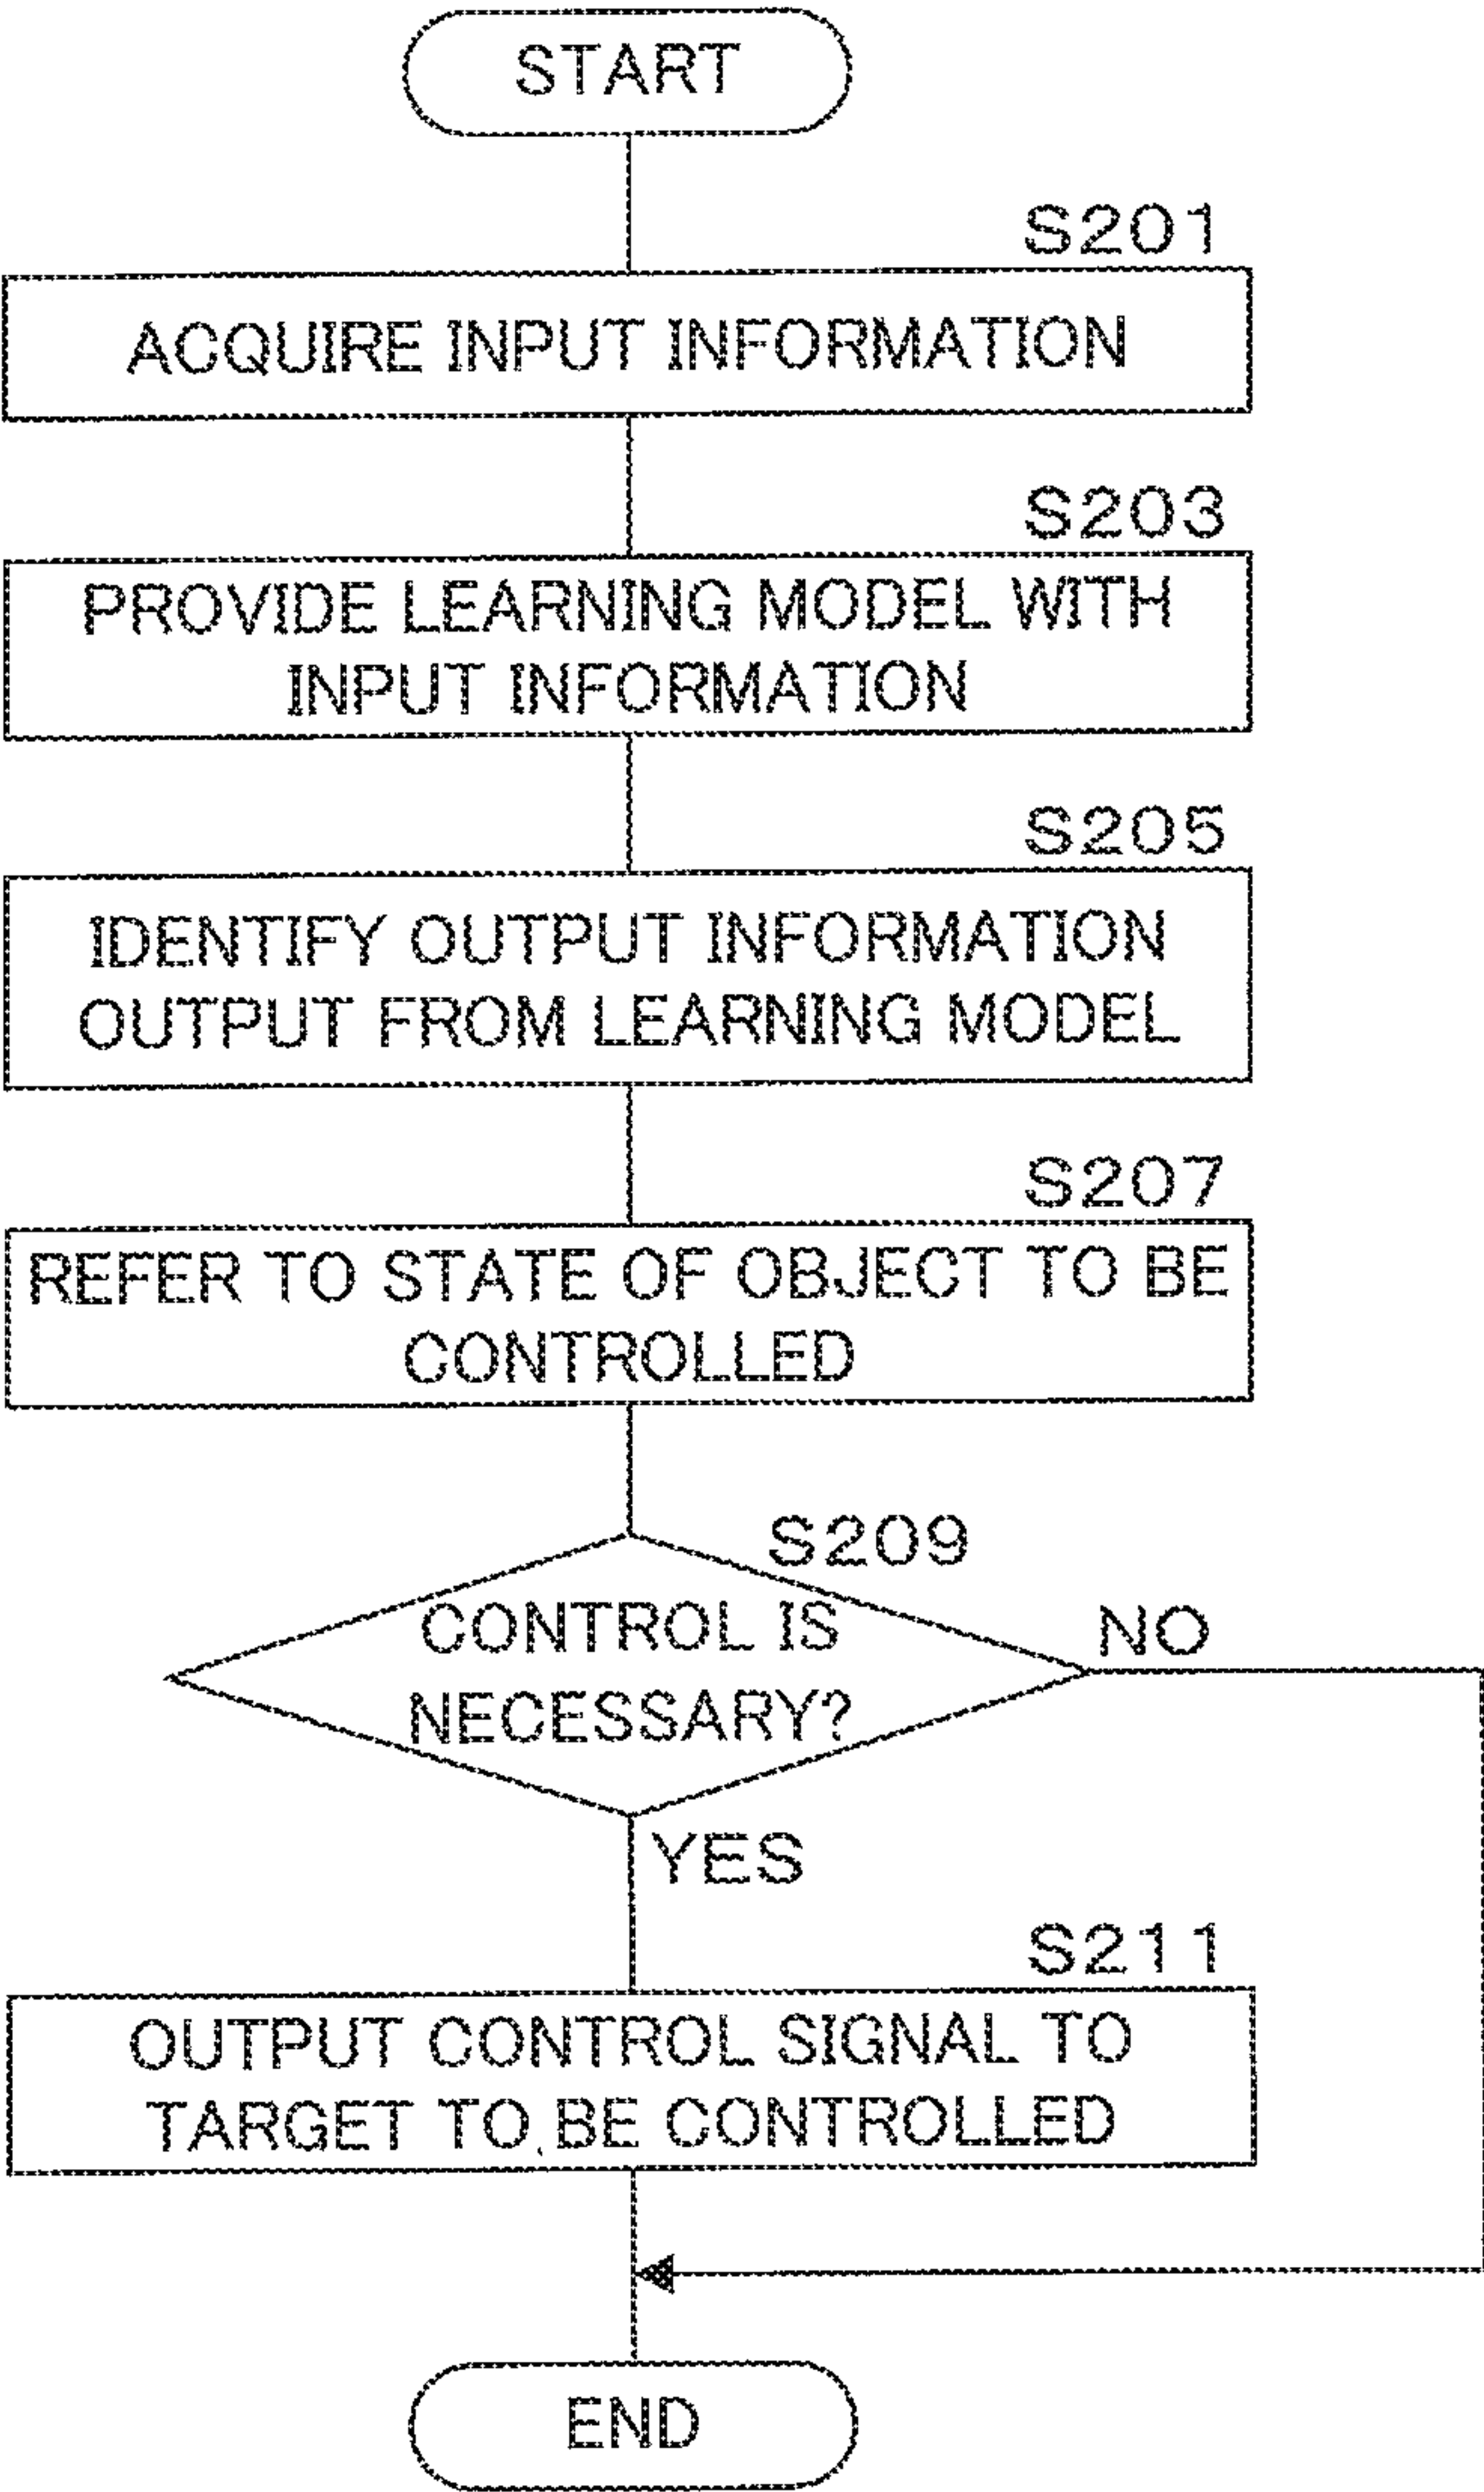 START
S201
ACQUIRE INPUT INFORMATION
S203
PROVIDE LEARNING MODEL WITH
INPUT INFORMATION
S205
IDENTIFY OUTPUT INFORMATION
OUTPUT FROM LEARNING MODEL
S207
REFER TO STATE OF OBJECT TO BE
CONTROLLED
S209
CONTROL IS
NECESSARY?
NO
YES
S211
OUTPUT CONTROL SIGNAL TO
TARGET TO BE CONTROLLED
END